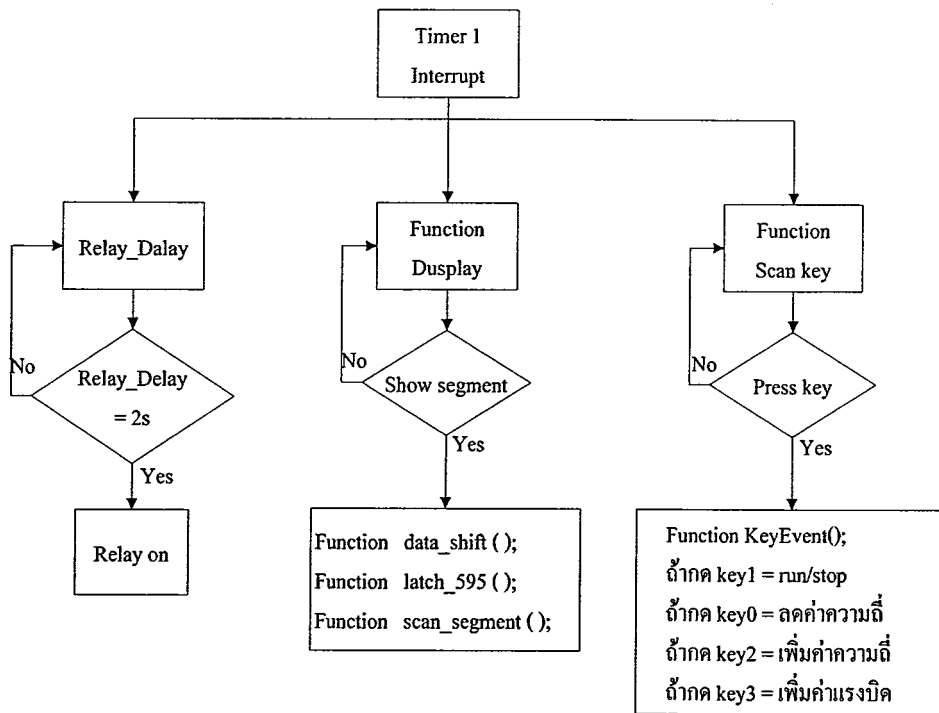 Timer 1
Interrupt
Relay_Dalay
No
Relay_Delay
= 2s
Yes
Relay on
Function
Dusplay
No
Show segment
Yes
Function data_shift ( );
Function latch_595 ( );
Function scan_segment ( );
Function
Scan key
No
Press key
Yes
Function KeyEvent();
ถ้ากด key1 = run/stop
ถ้ากด key0 = ลดค่าความถี่
ถ้ากด key2 = เพิ่มค่าความถี่
ถ้ากด key3 = เพิ่มค่าแรงบิด